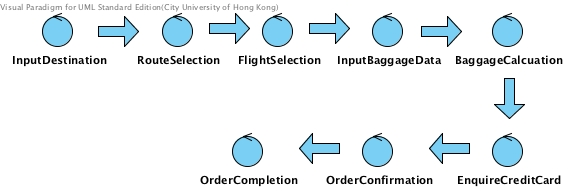 Visual Paradigm for UML Standard Edition(City University of Hong Kong)
InputDestination
RouteSelection
FlightSelection
InputBaggageData
BaggageCalcuation
OrderCompletion
OrderConfirmation
EnquireCreditCard